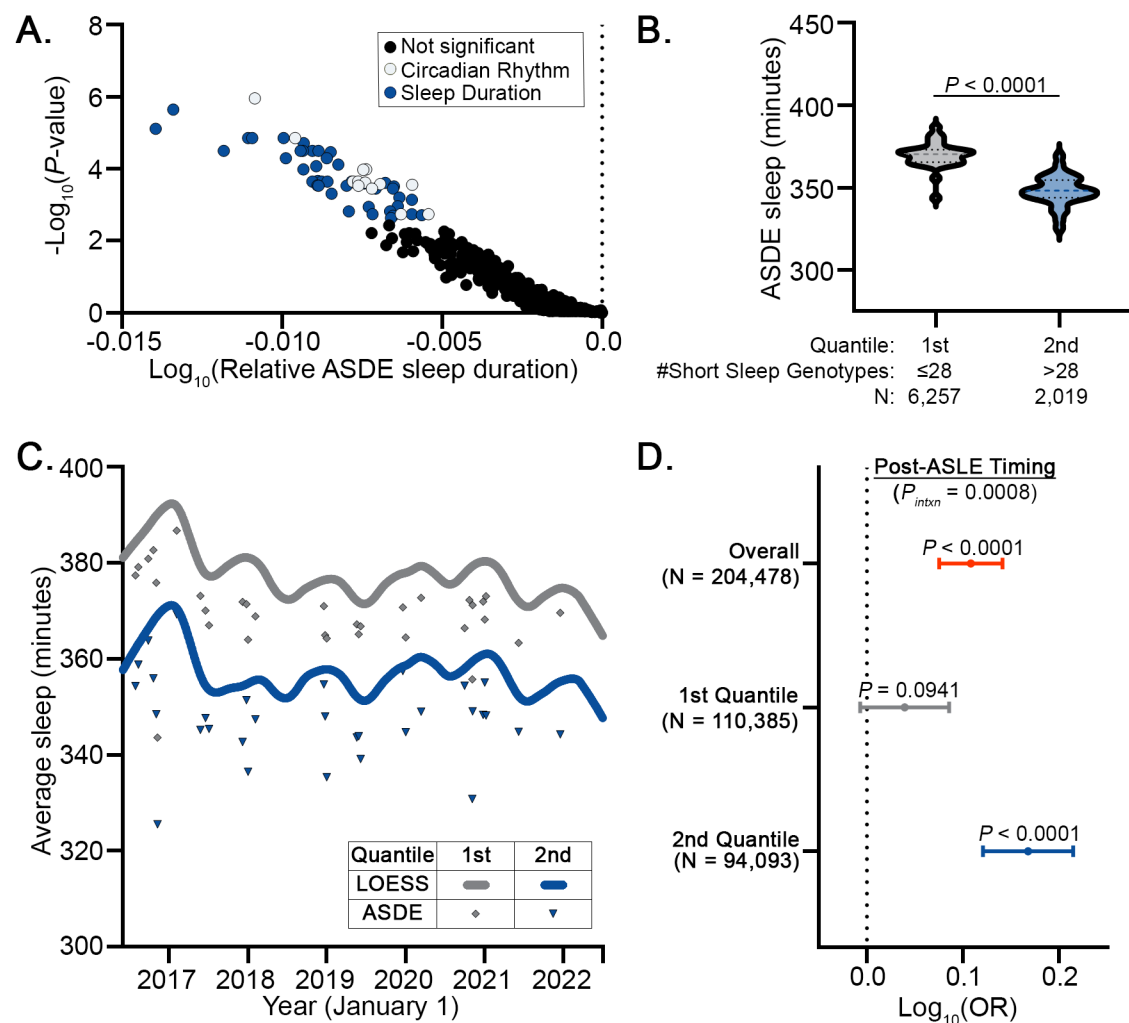 A.
8
6
4
2
0
-Log10(P-value)
Not significant
Circadian Rhythm
Sleep Duration
-0.015
-0.010
-0.005
0.0
Log10(Relative ASDE sleep duration)
B.
450
400
350
300
ASDE sleep (minutes)
P < 0.0001
Quantile: 1st 2nd
#Short Sleep Genotypes: ≤28 >28
N: 6,257 2,019
C.
400
380
360
340
320
300
Average sleep (minutes)
Quantile 1st 2nd
LOESS
ASDE
2017 2018 2019 2020 2021 2022
Year (January 1)
D.
Post-ASLE Timing
(Pintxn = 0.0008)
Overall
(N = 204,478)
P < 0.0001
1st Quantile
(N = 110,385)
P = 0.0941
2nd Quantile
(N = 94,093)
P < 0.0001
0.0 0.1 0.2
Log10(OR)